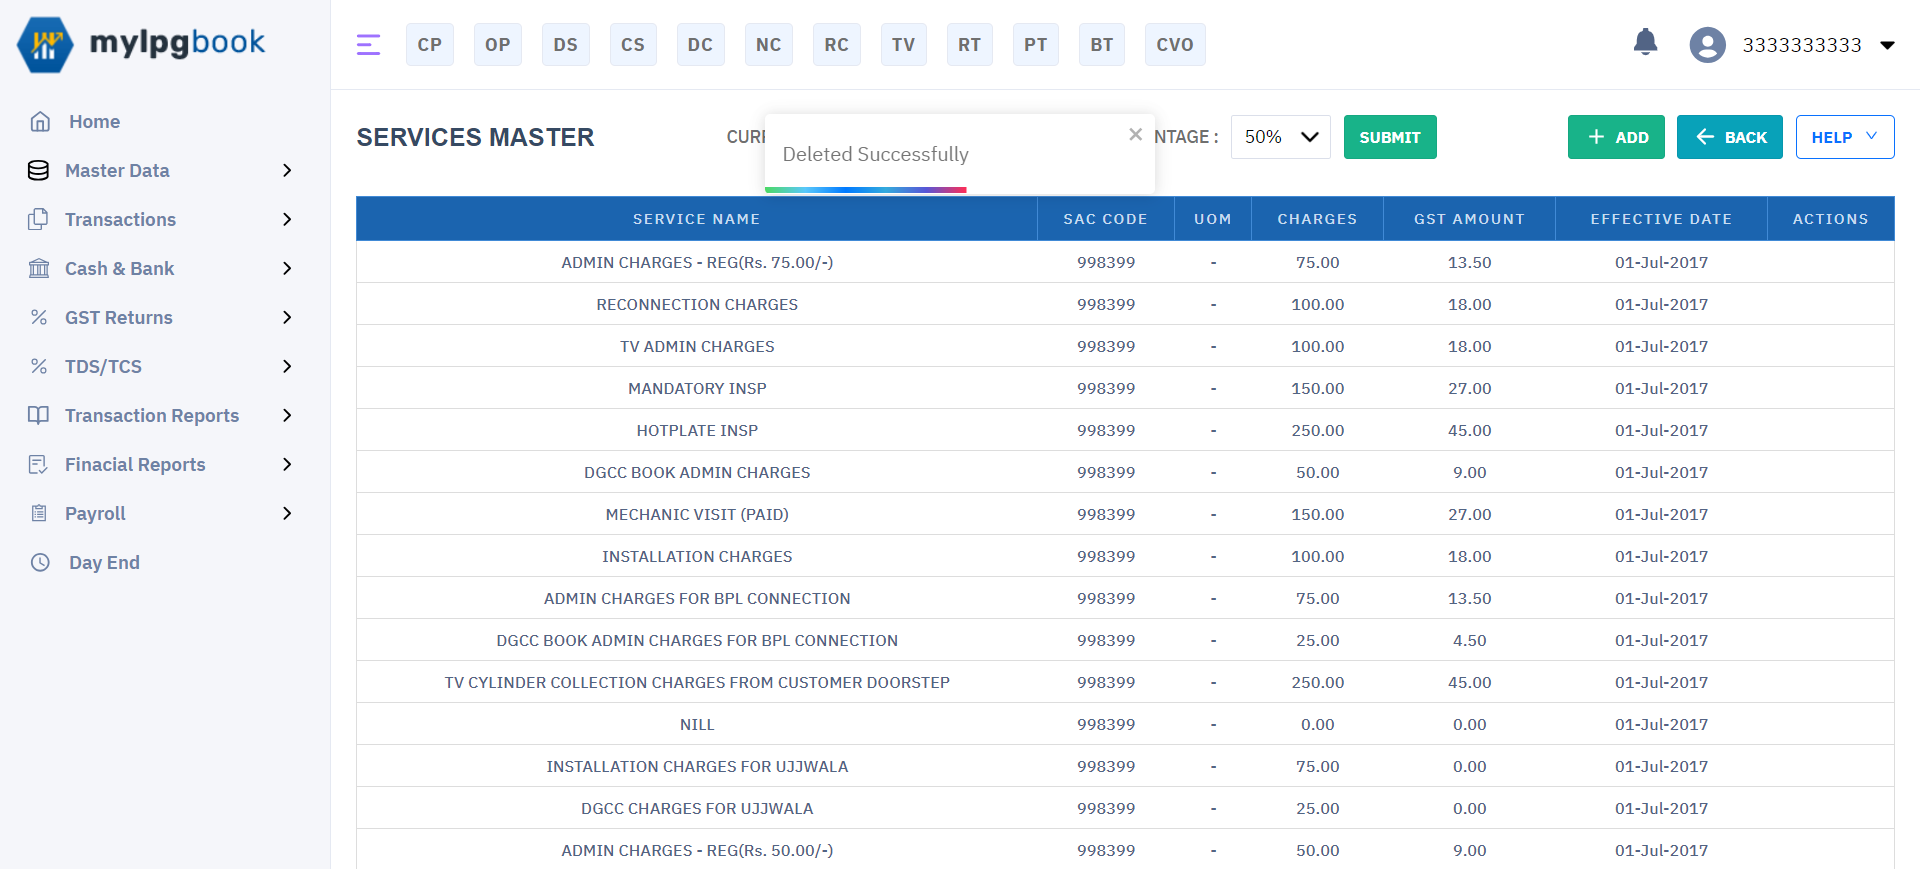 mylpgbook
CP OP DS CS DC NC RC TV RT PT BT CVO
3333333333
Home
Master Data
Transactions
Cash & Bank
GST Returns
TDS/TCS
Transaction Reports
Finacial Reports
Payroll
Day End
SERVICES MASTER
50% SUBMIT
+ ADD
BACK
HELP
Deleted Successfully
SERVICE NAME SAC CODE UOM CHARGES GST AMOUNT EFFECTIVE DATE ACTIONS
ADMIN CHARGES - REG(Rs. 75.00/-) 998399 - 75.00 13.50 01-Jul-2017
RECONNECTION CHARGES 998399 - 100.00 18.00 01-Jul-2017
TV ADMIN CHARGES 998399 - 100.00 18.00 01-Jul-2017
MANDATORY INSP 998399 - 150.00 27.00 01-Jul-2017
HOTPLATE INSP 998399 - 250.00 45.00 01-Jul-2017
DGCC BOOK ADMIN CHARGES 998399 - 50.00 9.00 01-Jul-2017
MECHANIC VISIT (PAID) 998399 - 150.00 27.00 01-Jul-2017
INSTALLATION CHARGES 998399 - 100.00 18.00 01-Jul-2017
ADMIN CHARGES FOR BPL CONNECTION 998399 - 75.00 13.50 01-Jul-2017
DGCC BOOK ADMIN CHARGES FOR BPL CONNECTION 998399 - 25.00 4.50 01-Jul-2017
TV CYLINDER COLLECTION CHARGES FROM CUSTOMER DOORSTEP 998399 - 250.00 45.00 01-Jul-2017
NILL 998399 - 0.00 0.00 01-Jul-2017
INSTALLATION CHARGES FOR UJJWALA 998399 - 75.00 0.00 01-Jul-2017
DGCC CHARGES FOR UJJWALA 998399 - 25.00 0.00 01-Jul-2017
ADMIN CHARGES - REG(Rs. 50.00/-) 998399 - 50.00 9.00 01-Jul-2017